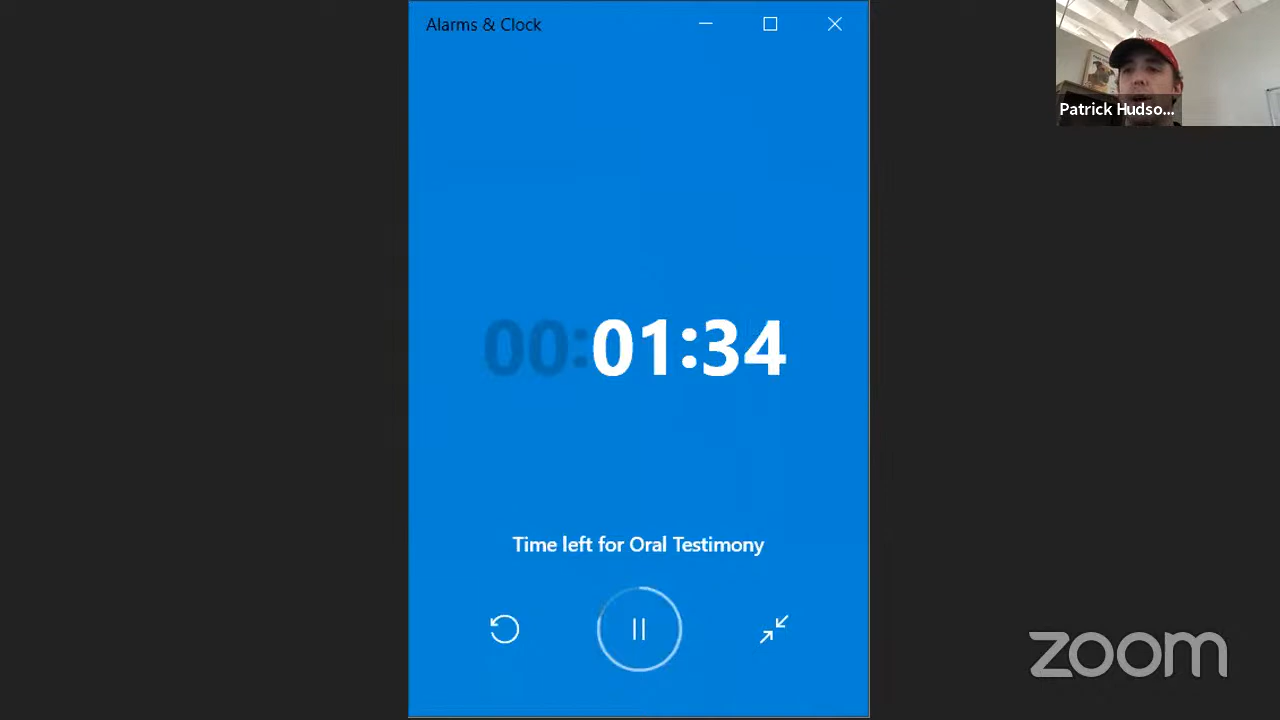 Alarms & Clock
Patrick Hudso...
00:01:34
Time left for Oral Testimony
zoom